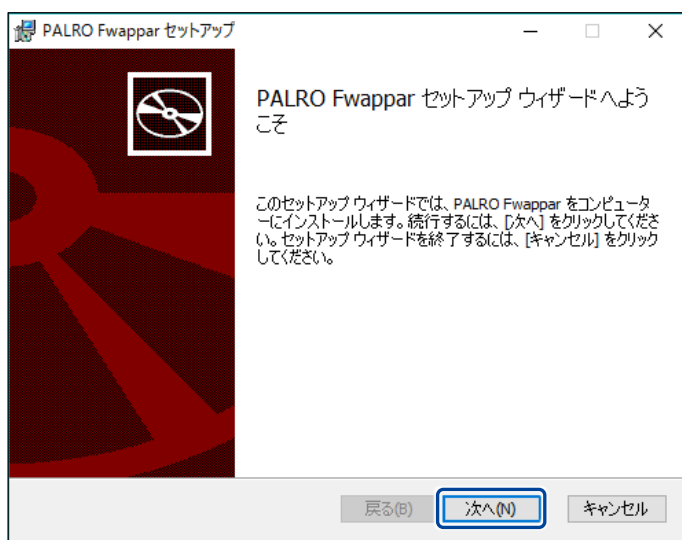 PALRO Fwappar セットアップ
PALRO Fwappar セットアップ ウィザードへよう
こそ
このセットアップ ウィザードでは、PALRO Fwappar をコンピュータ
ーにインストールします。続行するには、[次へ] をクリックしてくださ
い。セットアップ ウィザードを終了するには、[キャンセル] をクリック
してください。
戻る(B) 次へ(N) キャンセル